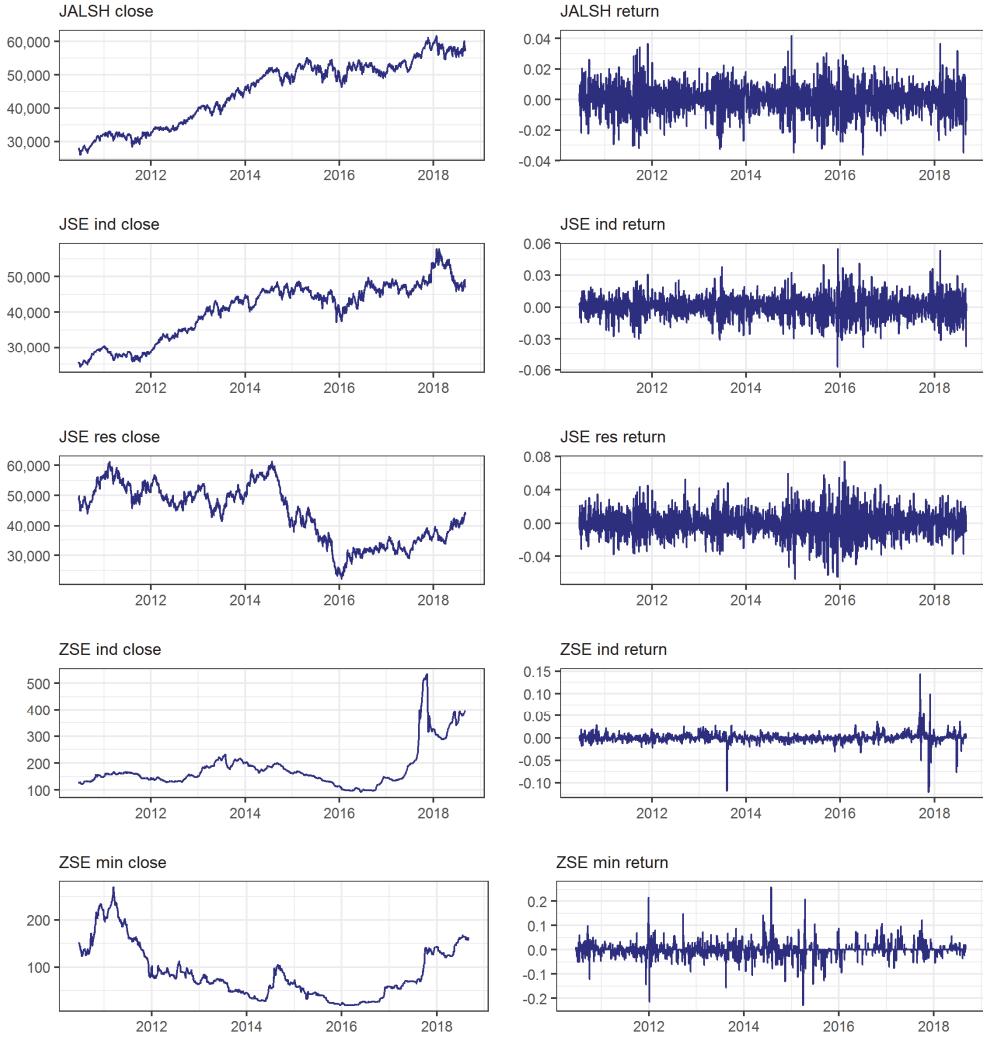 JALSH close
60,000
50,000
40,000
30,000
2012 2014 2016 2018
JALSH return
0.04
0.02
0.00
-0.02
-0.04
2012 2014 2016 2018
JSE ind close
50,000
40,000
30,000
2012 2014 2016 2018
JSE ind return
0.06
0.03
0.00
-0.03
-0.06
2012 2014 2016 2018
JSE res close
60,000
50,000
40,000
30,000
2012 2014 2016 2018
JSE res return
0.08
0.04
0.00
-0.04
2012 2014 2016 2018
ZSE ind close
500
400
300
200
100
2012 2014 2016 2018
ZSE ind return
0.15
0.10
0.05
0.00
-0.05
-0.10
2012 2014 2016 2018
ZSE min close
200
100
2012 2014 2016 2018
ZSE min return
0.2
0.1
0.0
-0.1
-0.2
2012 2014 2016 2018